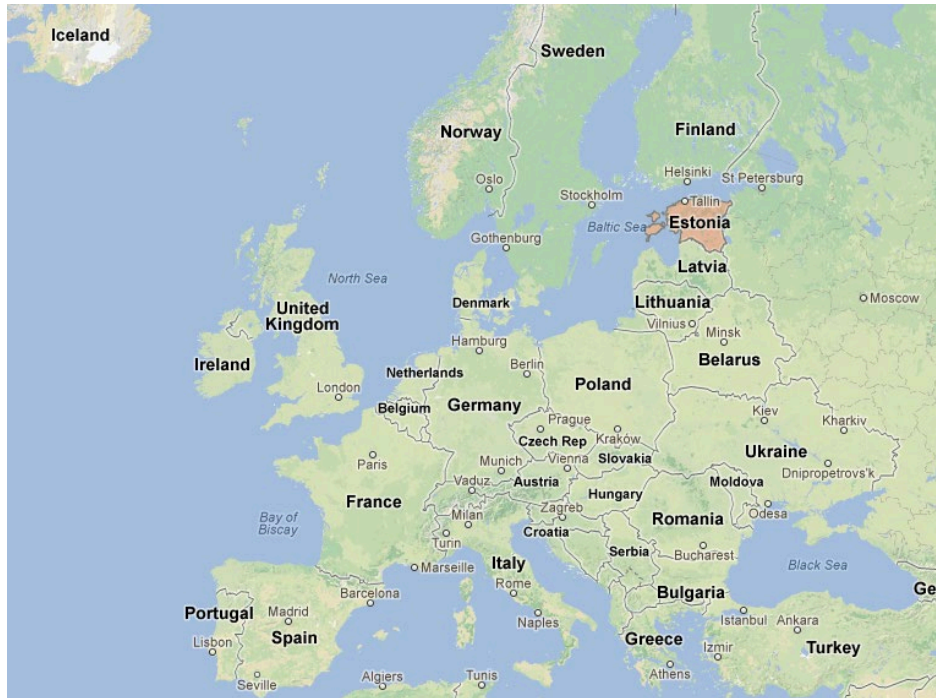 Iceland
Sweden
Norway
Finland
Oslo
Helsinki
St Petersburg
Stockholm
Tallin
Estonia
Baltic Sea
Gothenburg
Latvia
North Sea
Moscow
Denmark
Lithuania
United
Kingdom
Vilnius
Minsk
Hamburg
Belarus
Ireland
Berlin
Netherlands
Poland
London
Belgium
Germany
Prague
Kiev
Kharkiv
Czech Rep
Kraków
Ukraine
Paris
Slovakia
Vienna
Munich
Dnipropetrovs'k
Vaduz
Austria
Moldova
Hungary
France
Zagreb
Odesa
Milan
Romania
Bay of
Biscay
Croatia
Turin
Serbia
Bucharest
Italy
Marseille
Black Sea
Rome
Ge
Barcelona
Bulgaria
Portugal
Madrid
Naples
Istanbul
Ankara
Spain
Greece
Lisbon
Izmir
Turkey
Athens
Seville
Algiers
Tunis